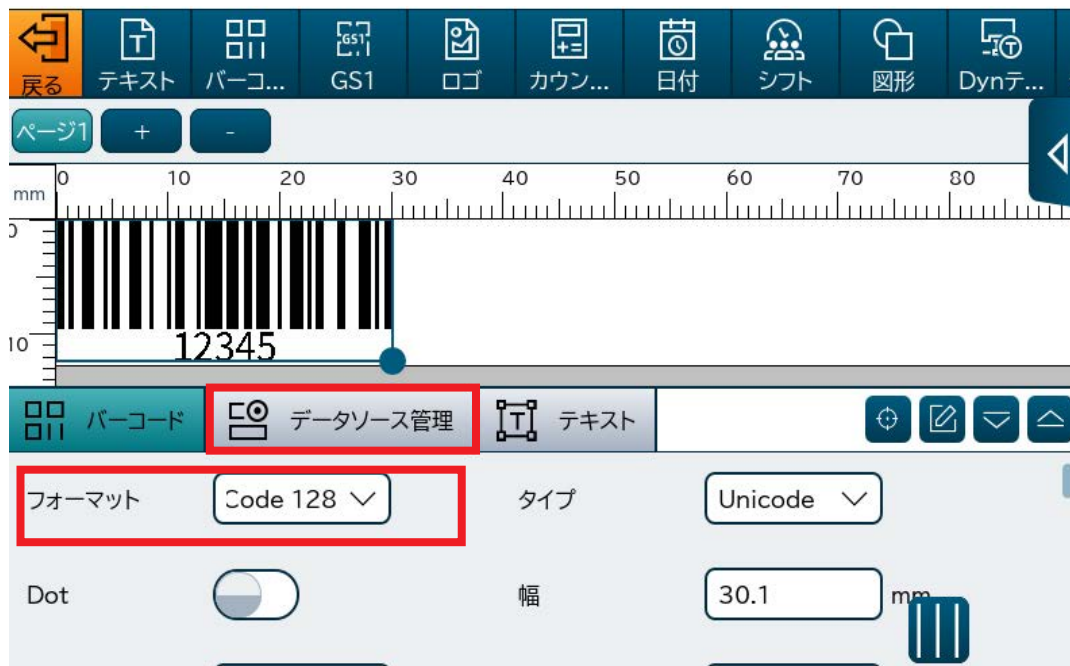 戻る テキスト バーコ... GS1 ロゴ カウン... 日付 シフト 図形 Dynテ...
ページ1 + -
mm 0 10 20 30 40 50 60 70 80
0
10
12345
バーコード データソース管理 テキスト
フォーマット Code 128 タイプ Unicode
Dot 幅 30.1 mm